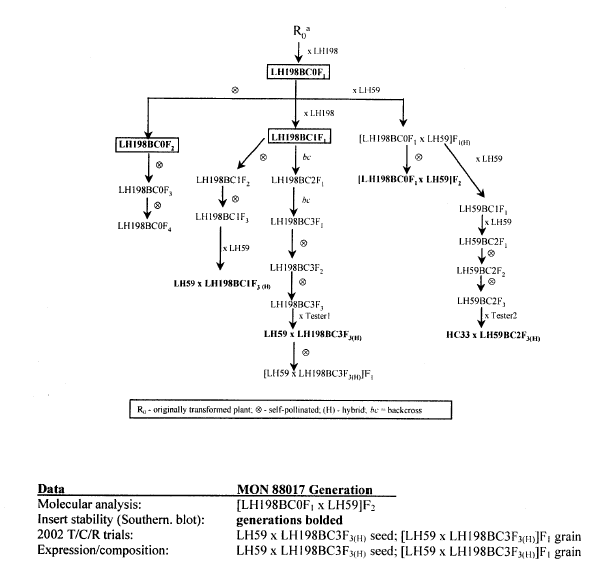 R₀ᵃ
x LH198
LH198BC0F₁
⊗
x LH59
x LH198
LH198BC0F₂
LH198BC1F₁
[LH198BC0F₁ x LH59]F₁₍H₎
⊗
⊗
bc
⊗
x LH59
LH198BC0F₃
LH198BC1F₂
LH198BC2F₁
[LH198BC0F₁ x LH59]F₂
⊗
⊗
bc
LH198BC0F₄
LH198BC1F₃
LH198BC3F₁
LH59BC1F₁
x LH59
x LH59
⊗
LH59BC2F₁
⊗
LH59 x LH198BC1F₃₍H₎
LH198BC3F₂
LH59BC2F₂
⊗
⊗
LH198BC3F₃
LH59BC2F₃
x Tester1
x Tester2
LH59 x LH198BC3F₃₍H₎
HC33 x LH59BC2F₃₍H₎
⊗
[LH59 x LH198BC3F₃₍H₎]F₁
R₀ - originally transformed plant; ⊗ - self-pollinated; (H) - hybrid; bc = backcross
Data MON 88017 Generation
Molecular analysis: [LH198BC0F₁ x LH59]F₂
Insert stability (Southern. blot): generations bolded
2002 T/C/R trials: LH59 x LH198BC3F₃₍H₎ seed; [LH59 x LH198BC3F₃₍H₎]F₁ grain
Expression/composition: LH59 x LH198BC3F₃₍H₎ seed; [LH59 x LH198BC3F₃₍H₎]F₁ grain